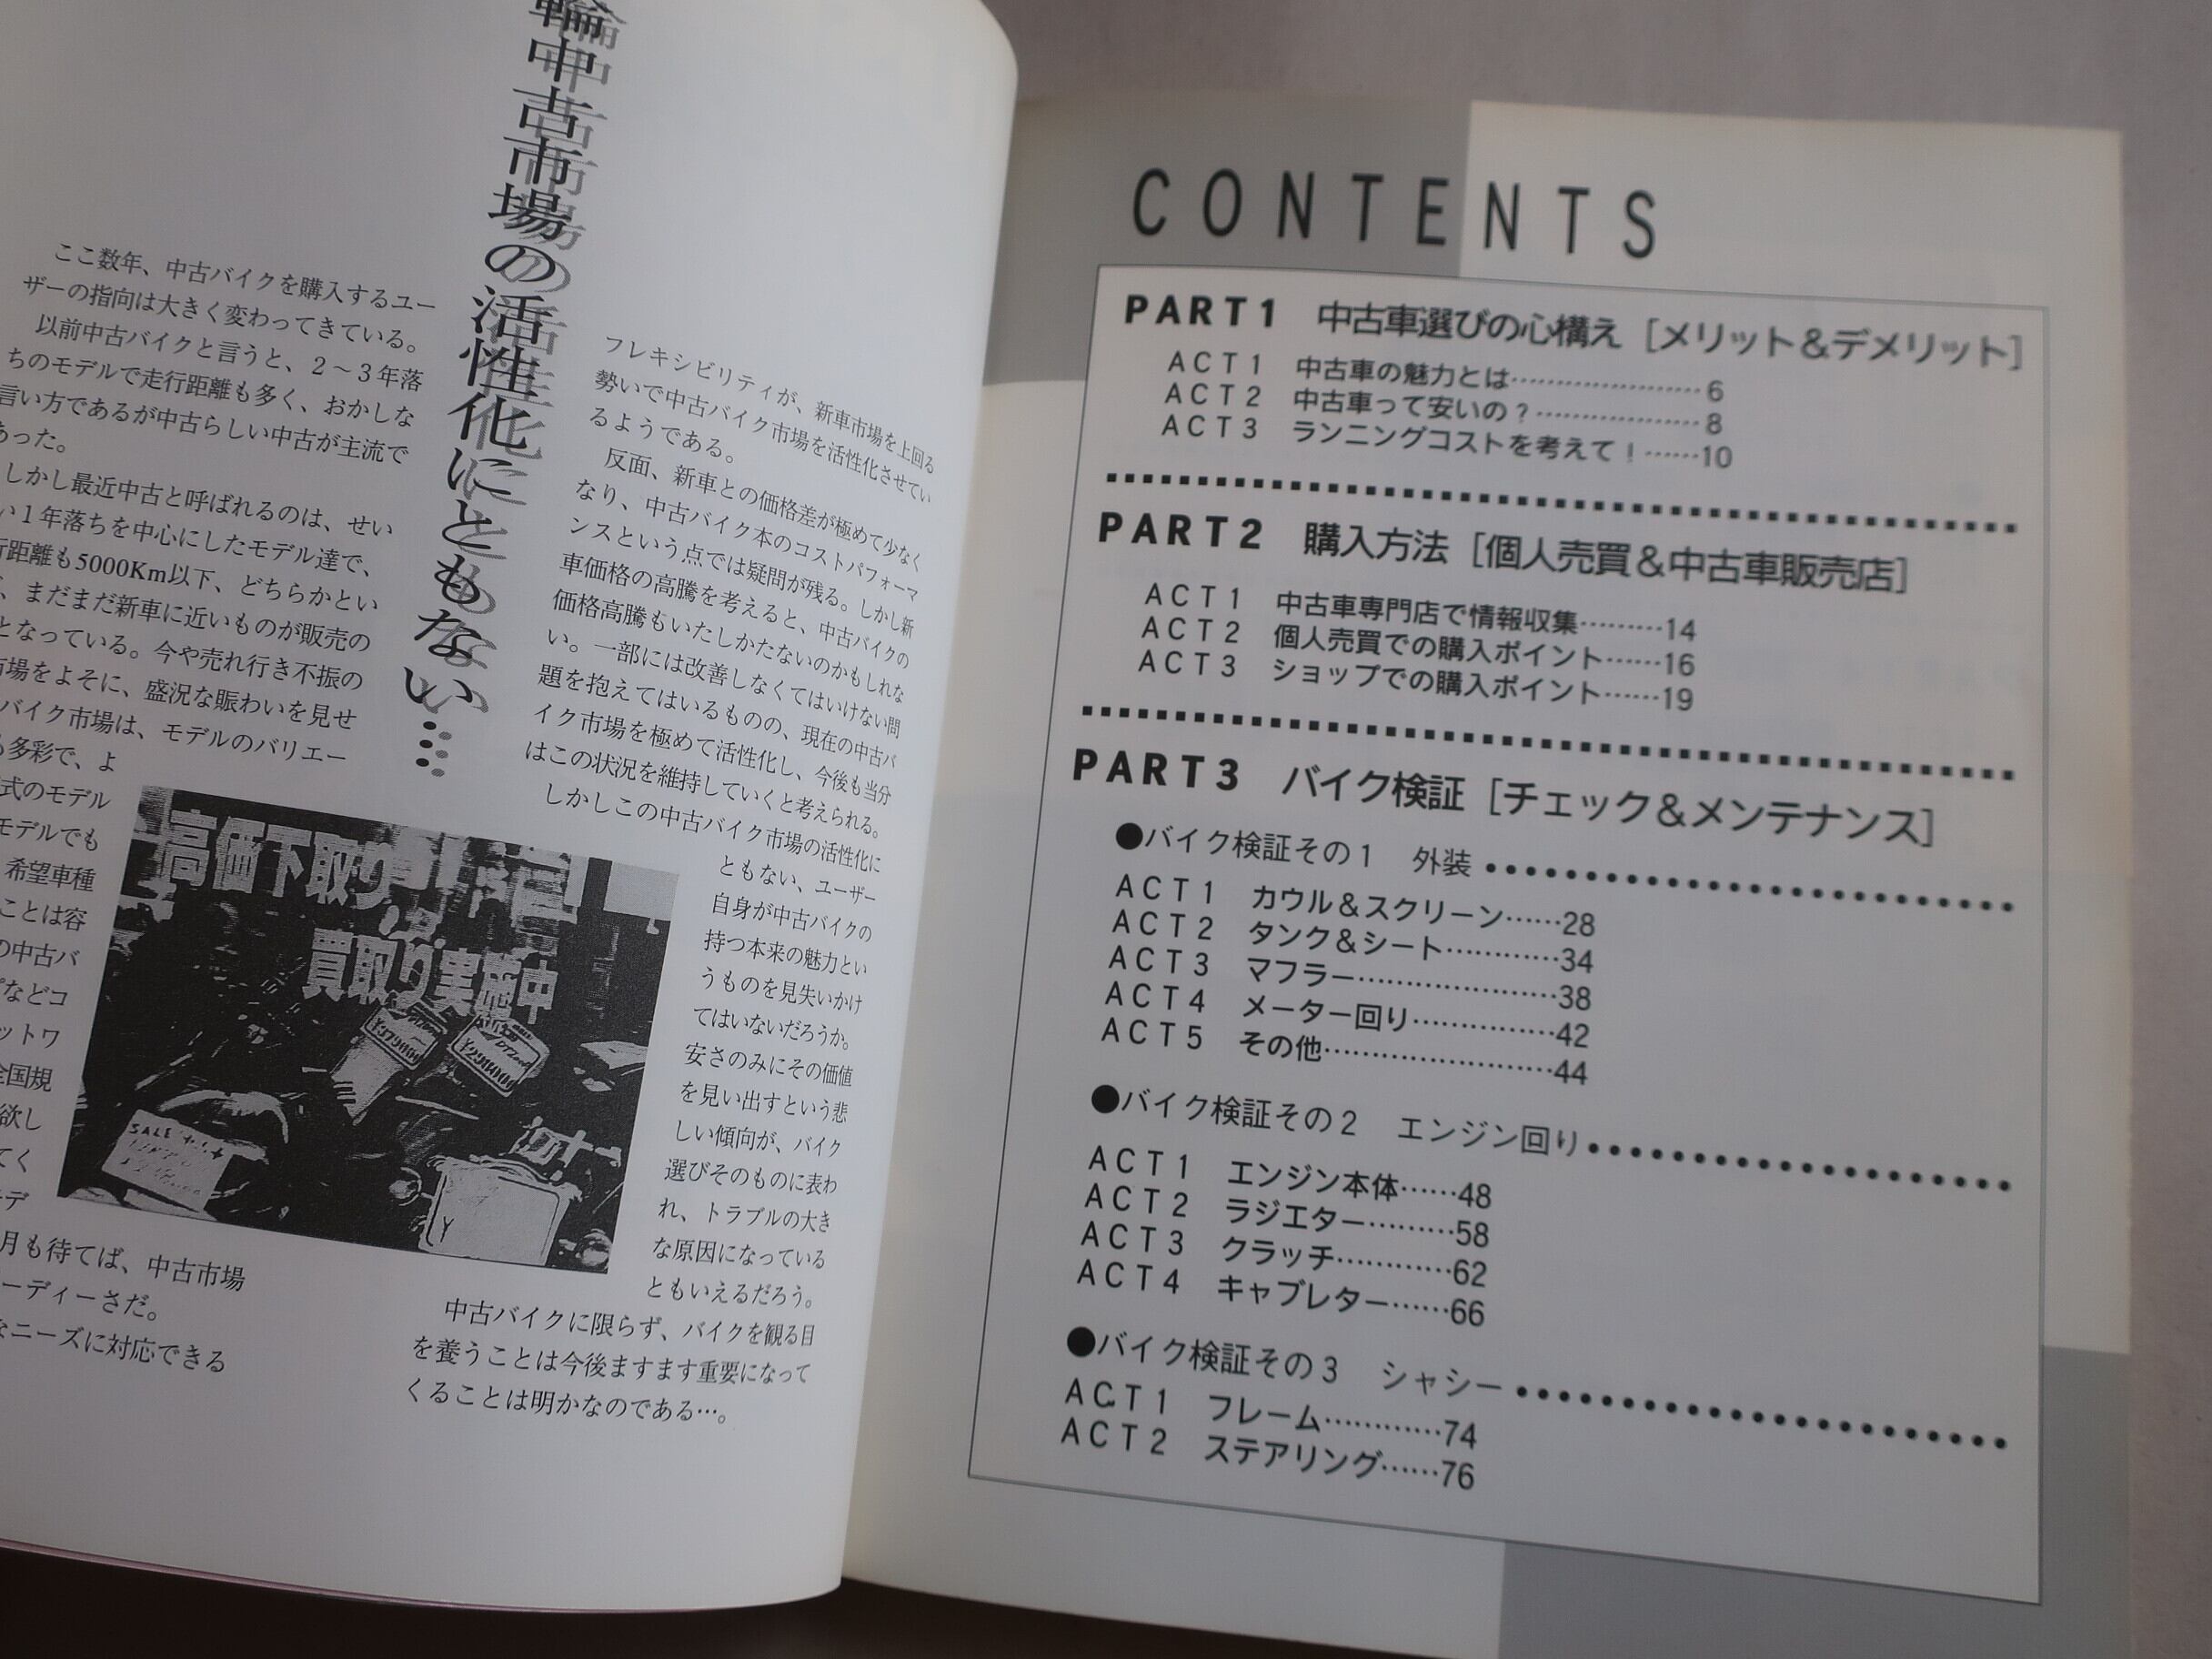 輪中古市場の活性化にともない…
ここ数年、中古バイクを購入するユー
ザーの指向は大きく変わってきている。
以前中古バイクと言うと、2～3年落
ちのモデルで走行距離も多く、おかしな
言い方であるが中古らしい中古が主流で
あった。
しかし最近中古と呼ばれるのは、せい
い1年落ちを中心にしたモデル達で、
行距離も5000Km以下、どちらかとい
、まだまだ新車に近いものが販売の
となっている。今や売れ行き不振の
市場をよそに、盛況な賑わいを見せ
バイク市場は、モデルのバリエー
も多彩で、よ
式のモデル
モデルでも
希望車種
ことは容
の中古バ
などコ
ットワ
全国規
欲し
てく
デ
月も待てば、中古市場
ーディーさだ。
なニーズに対応できる
フレキシビリティが、新車市場を上回る
勢いで中古バイク市場を活性化させてい
るようである。
反面、新車との価格差が極めて少なく
なり、中古バイク本のコストパフォーマ
ンスという点では疑問が残る。しかし新
車価格の高騰を考えると、中古バイクの
価格高騰もいたしかたないのかもしれな
い。一部には改善しなくてはいけない問
題を抱えてはいるものの、現在の中古バ
イク市場を極めて活性化し、今後も当分
はこの状況を維持していくと考えられる。
しかしこの中古バイク市場の活性化に
ともない、ユーザー
自身が中古バイクの
持つ本来の魅力とい
うものを見失いかけ
てはいないだろうか。
安さのみにその価値
を見い出すという悲
しい傾向が、バイク
選びそのものに表わ
れ、トラブルの大き
な原因になっている
ともいえるだろう。
中古バイクに限らず、バイクを観る目
を養うことは今後ますます重要になって
くることは明かなのである…。
高価下取り
買取り実施中
SALE
CONTENTS
PART1 中古車選びの心構え［メリット＆デメリット］
ACT1 中古車の魅力とは…………………6
ACT2 中古車って安いの？………………8
ACT3 ランニングコストを考えて！……10
PART2 購入方法［個人売買＆中古車販売店］
ACT1 中古車専門店で情報収集………14
ACT2 個人売買での購入ポイント……16
ACT3 ショップでの購入ポイント……19
PART3 バイク検証［チェック＆メンテナンス］
●バイク検証その1 外装
ACT1 カウル＆スクリーン……28
ACT2 タンク＆シート…………34
ACT3 マフラー…………………38
ACT4 メーター回り……………42
ACT5 その他……………………44
●バイク検証その2 エンジン回り
ACT1 エンジン本体……48
ACT2 ラジエター………58
ACT3 クラッチ…………62
ACT4 キャブレター……66
●バイク検証その3 シャシー
ACT1 フレーム…………74
ACT2 ステアリング……76